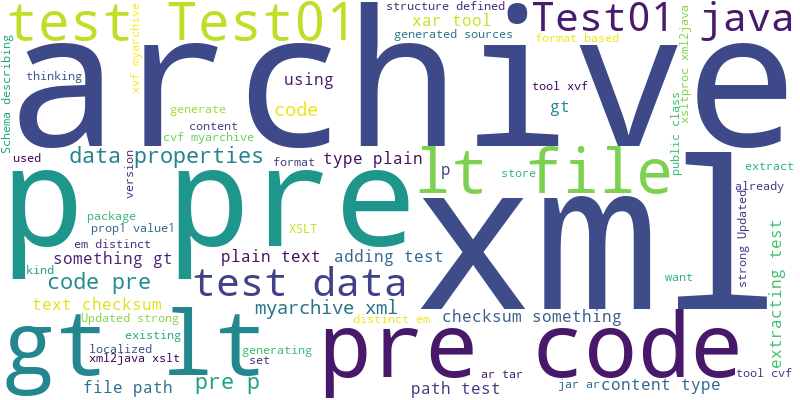 structure defined
test Test01
Test01 java
xar tool
generated sources
format based
archive
xvf myarchive
xsltproc xml2java
Schema describing
thinking
using
tool xvf
generate
code
gt
content
cvf myarchive
public class
data properties
type plain
lt file
used
format
version
p
store
extract
already
p pre
xml
package
prop1 value1
XSLT
em distinct
something gt
plain text
adding test
strong Updated
extracting test
kind
code pre
test data
want
text checksum
myarchive xml
checksum something
Updated strong
distinct em
gt lt
pre code
existing
localized
generating
xml2java xslt
set
file path
pre p
ar tar
path test
jar ar
content type
tool cvf